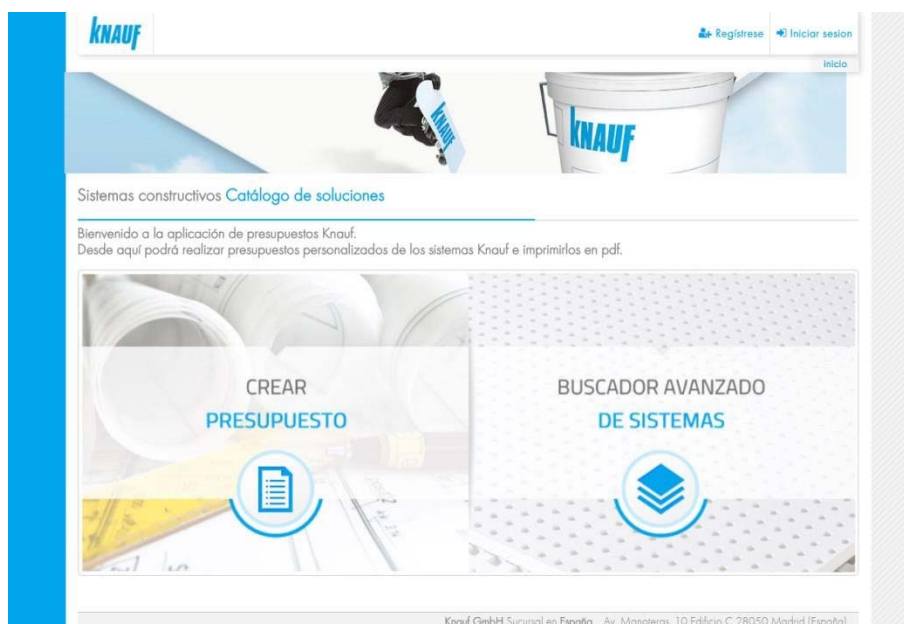 KNAUF
Regístrese Iniciar sesion
inicio
KNAUF
KNAUF
Sistemas constructivos Catálogo de soluciones
Bienvenido a la aplicación de presupuestos Knauf.
Desde aquí podrá realizar presupuestos personalizados de los sistemas Knauf e imprimirlos en pdf.
CREAR
PRESUPUESTO
BUSCADOR AVANZADO
DE SISTEMAS
Knauf GmbH Sucursal en España Av. Manoteras, 10 Edificio C 28050 Madrid (España)